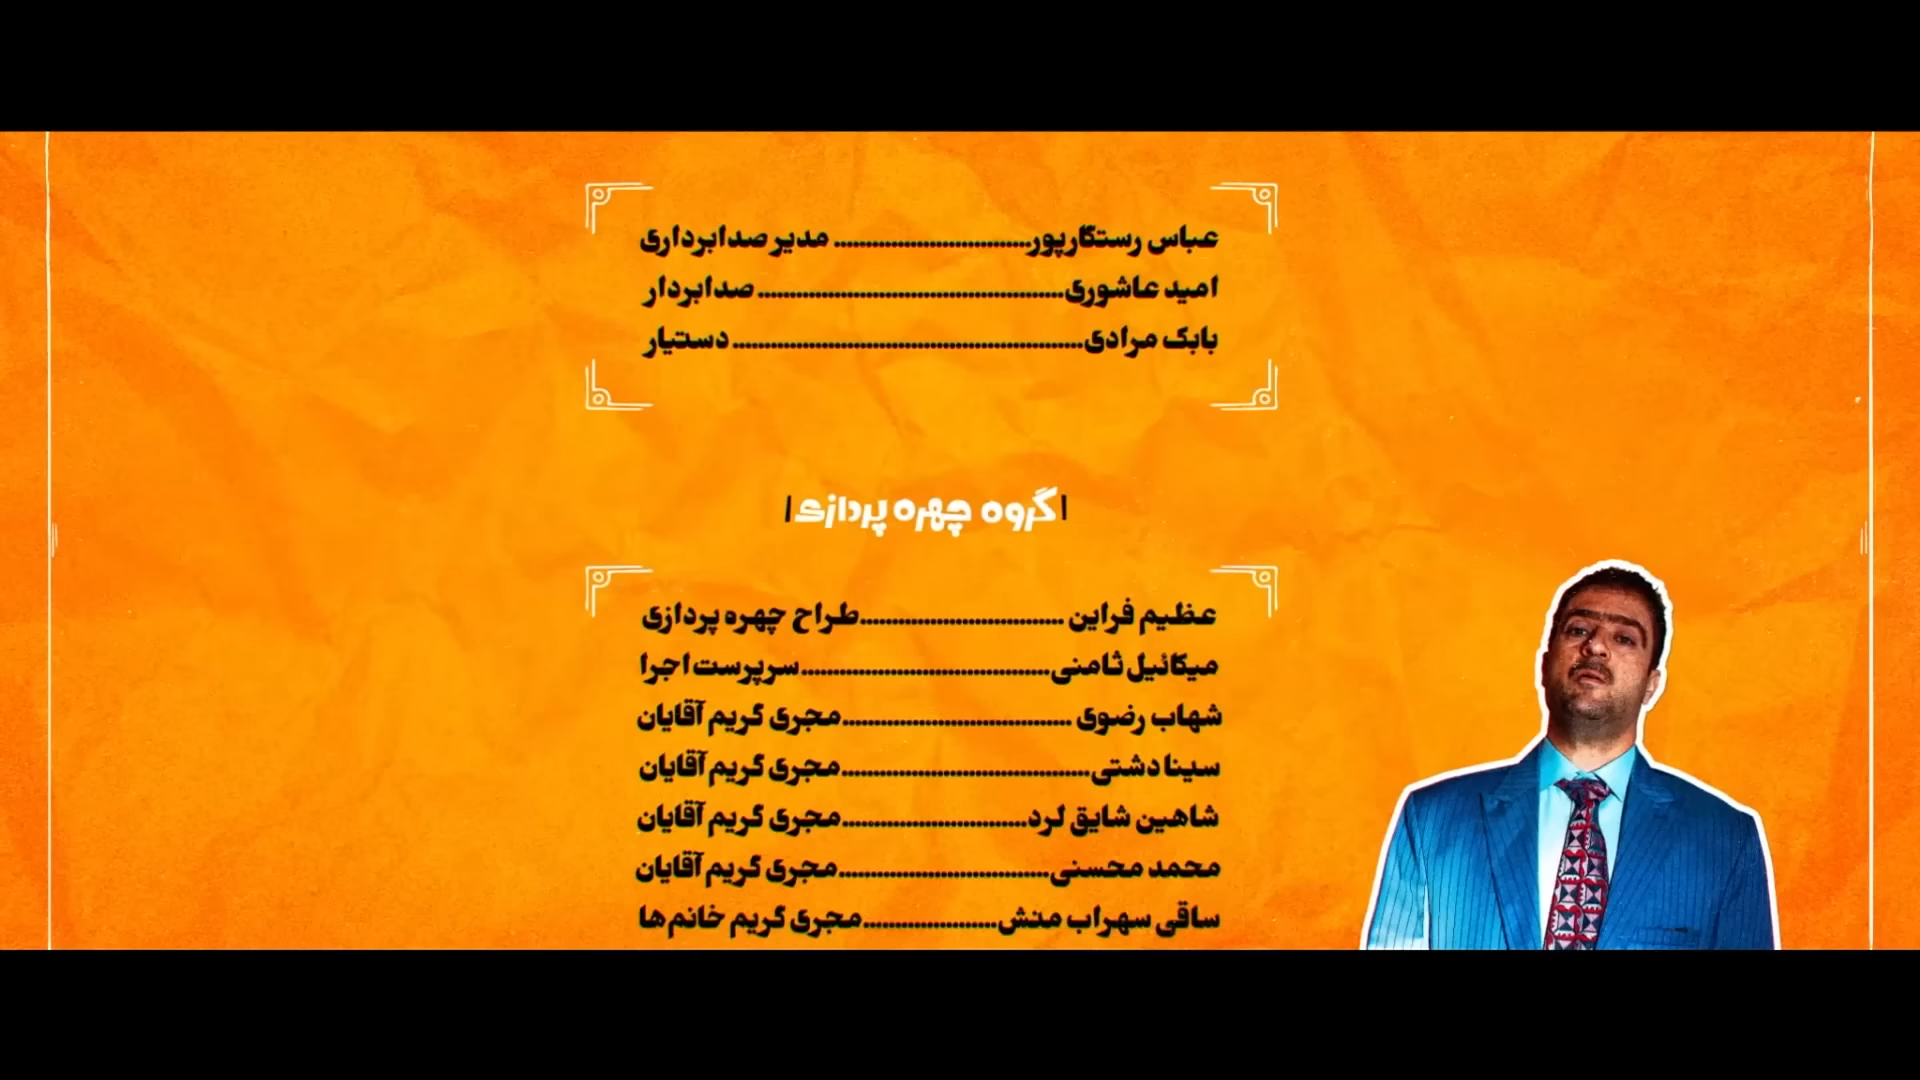 عباس رستگارپور.............................. مدیر صدابرداری
امید عاشوری................................................ صدابردار
بابک مرادی....................................................... دستیار
|گروه چهره پردازی|
عظیم فراین ................................طراح چهره پردازی
میکائیل ثامنی.......................................سرپرست اجرا
شهاب رضوی ....................................مجری گریم آقایان
سینا دشتی.......................................مجری گریم آقایان
شاهین شایق لرد.............................مجری گریم آقایان
محمد محسنی.................................مجری گریم آقایان
ساقی سهراب منش.....................مجری گریم خانم ها